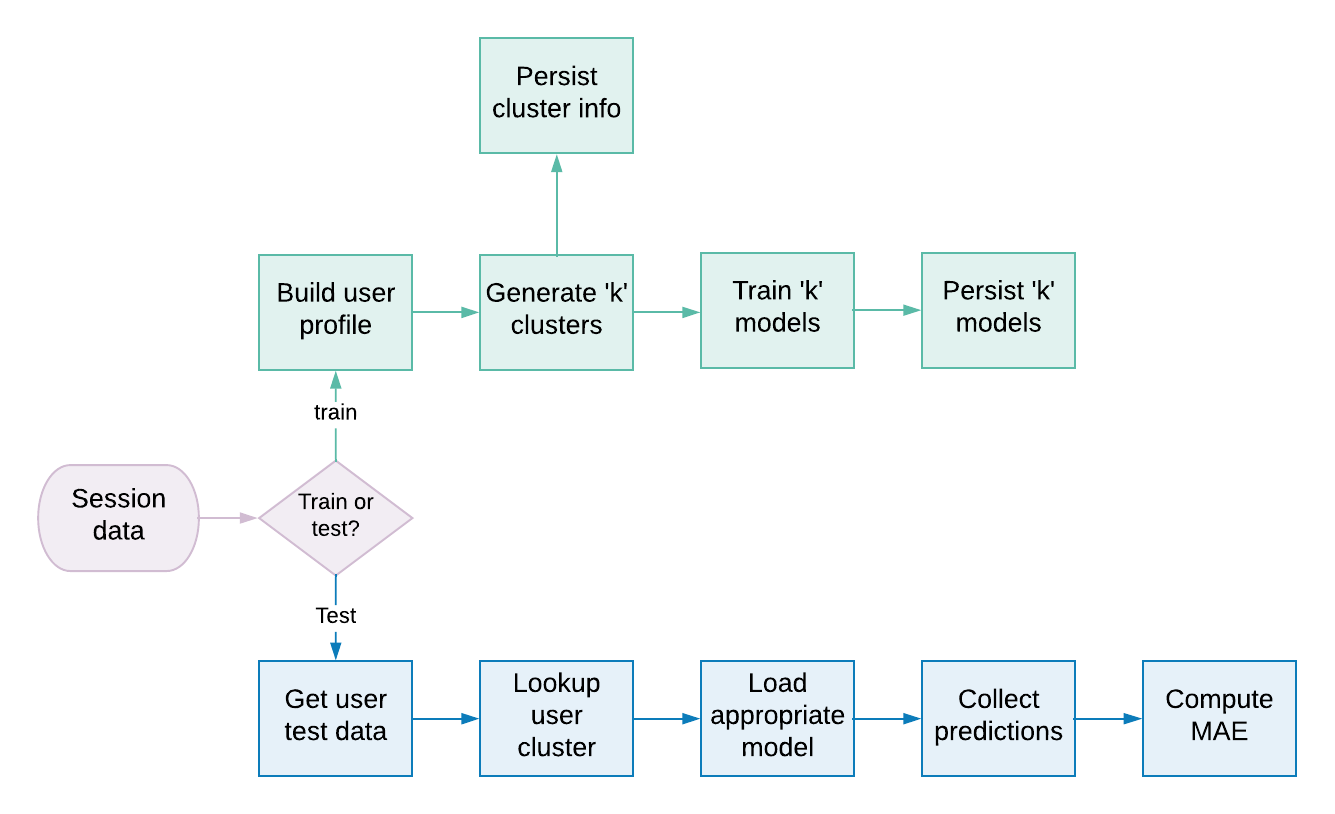 Persist
cluster info
Build user
profile
Generate 'k'
clusters
Train 'k'
models
Persist 'k'
models
train
Session
data
Train or
test?
Test
Get user
test data
Lookup
user
cluster
Load
appropriate
model
Collect
predictions
Compute
MAE